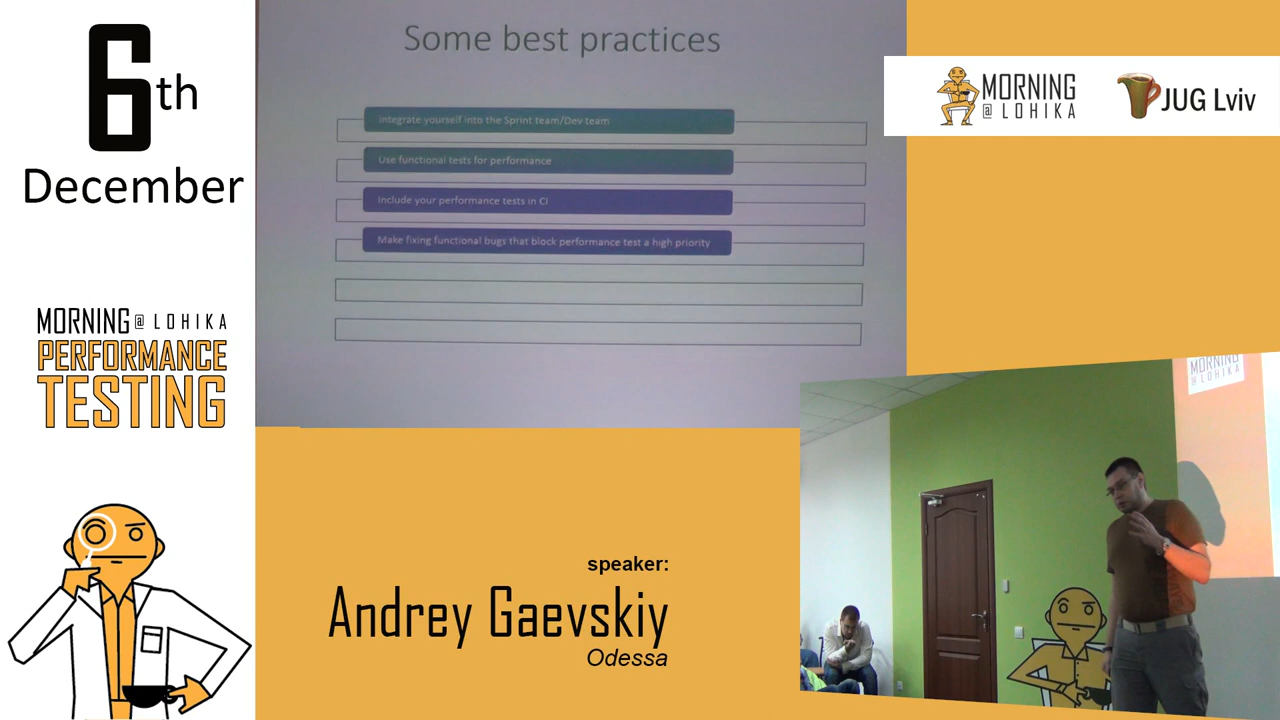 6th
December
MORNING @ LOHIKA
PERFORMANCE
TESTING
Some best practices
Integrate yourself into the Sprint team/Dev team
Use functional tests for performance
Include your performance tests in CI
Make fixing functional bugs that block performance test a high priority
MORNING
@ LOHIKA
JUG Lviv
speaker:
Andrey Gaevskiy
Odessa
MORNING
@ LOHIKA